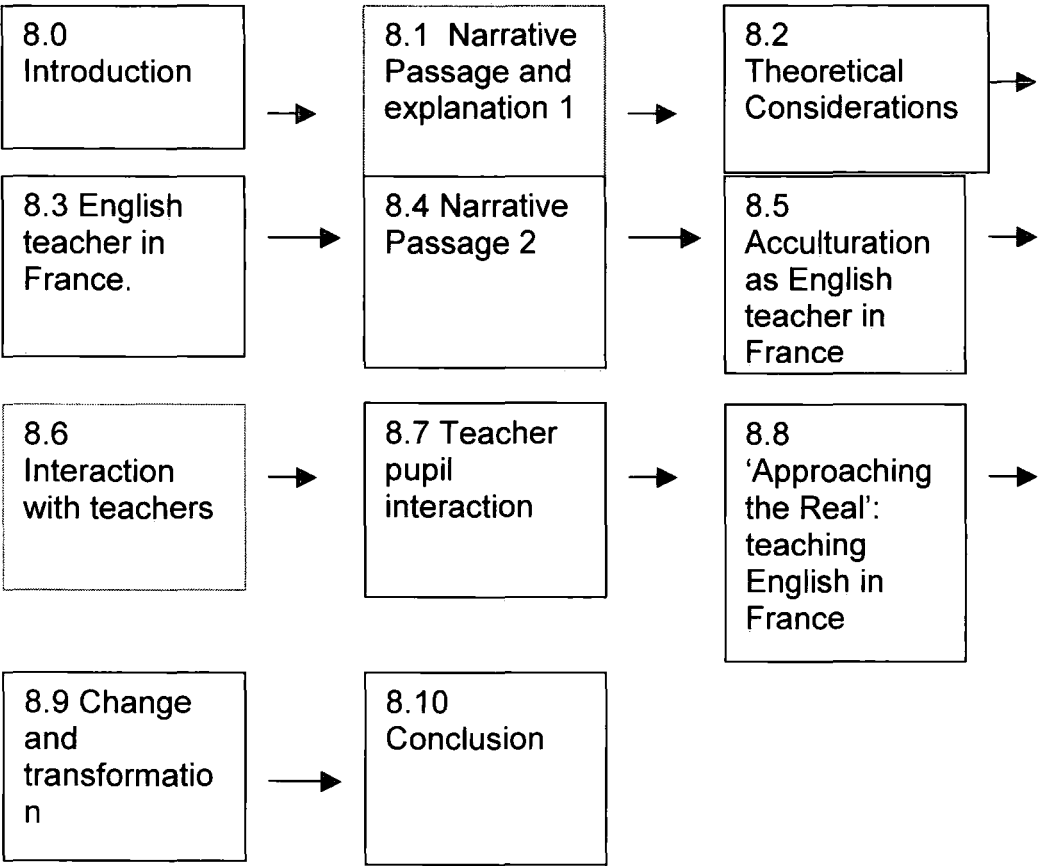 8.0
Introduction
8.1 Narrative
Passage and
explanation 1
8.2
Theoretical
Considerations
8.3 English
teacher in
France.
8.4 Narrative
Passage 2
8.5
Acculturation
as English
teacher in
France
8.6
Interaction
with teachers
8.7 Teacher
pupil
interaction
8.8
‘Approaching
the Real’:
teaching
English in
France
8.9 Change
and
transformatio
n
8.10
Conclusion